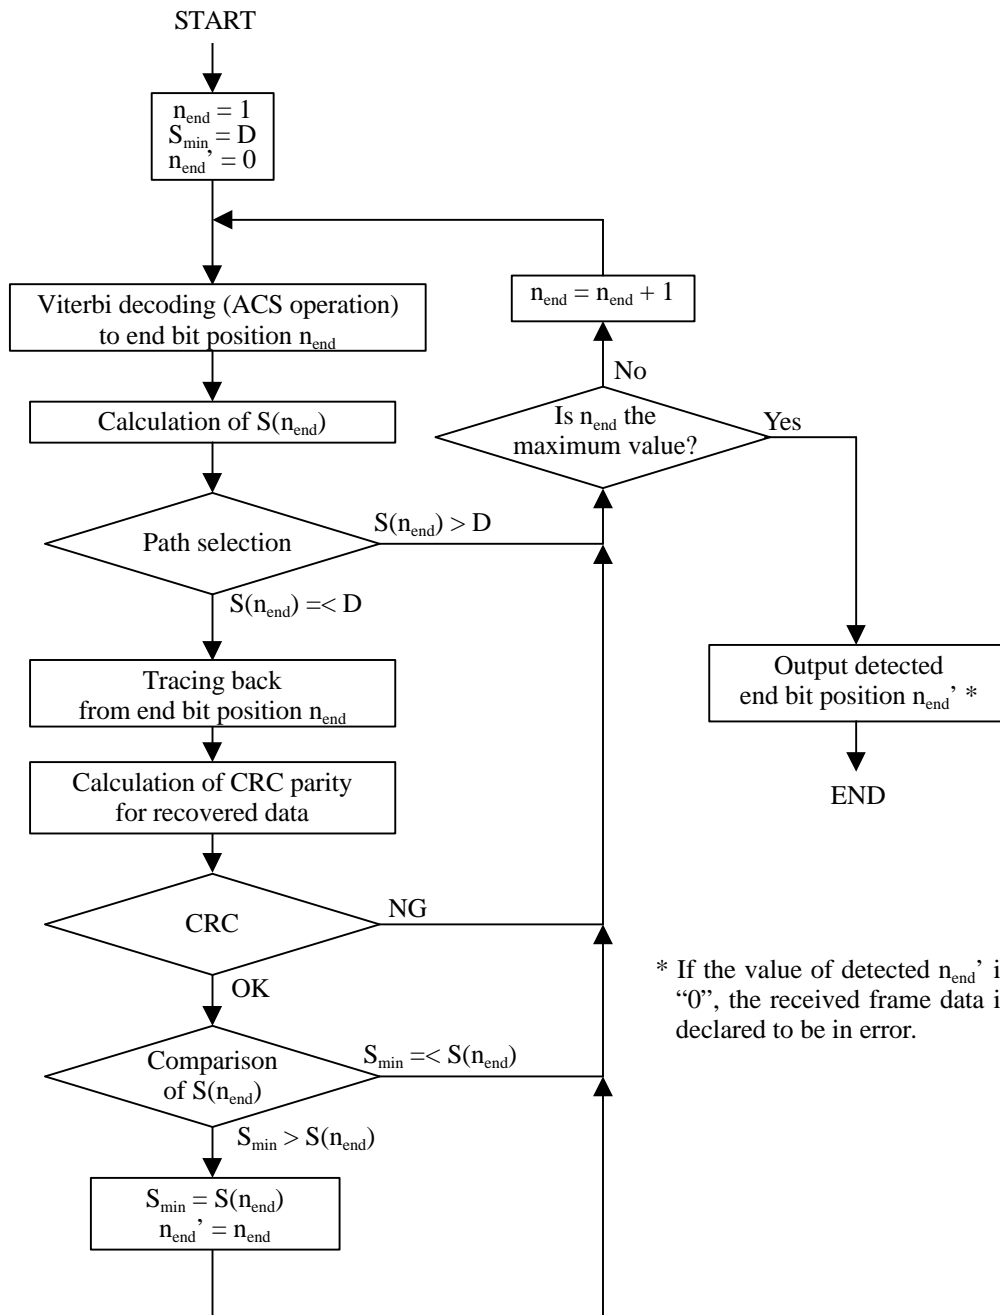 START
n_end = 1
S_min = D
n_end' = 0
Viterbi decoding (ACS operation)
to end bit position n_end
n_end = n_end + 1
No
Calculation of S(n_end)
Is n_end the
maximum value?
Yes
Path selection
S(n_end) > D
S(n_end) =< D
Tracing back
from end bit position n_end
Output detected
end bit position n_end' *
Calculation of CRC parity
for recovered data
END
CRC
NG
OK
* If the value of detected n_end' i
“0”, the received frame data i
declared to be in error.
Comparison
of S(n_end)
S_min =< S(n_end)
S_min > S(n_end)
S_min = S(n_end)
n_end' = n_end